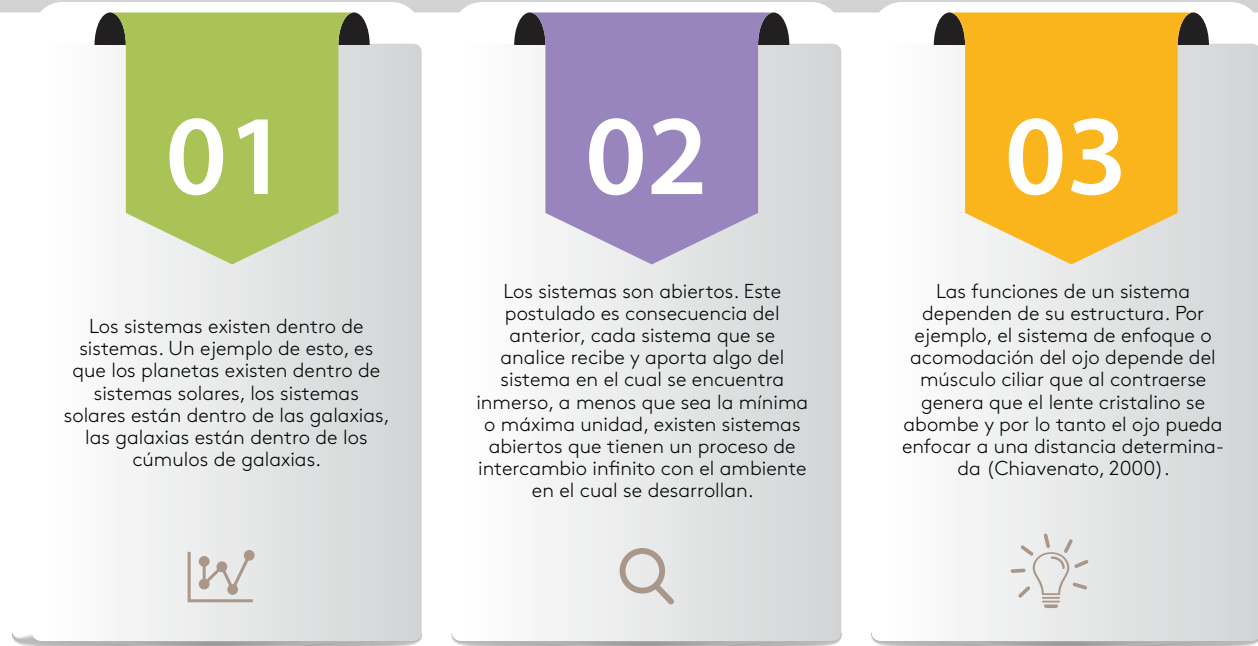 01
Los sistemas existen dentro de
sistemas. Un ejemplo de esto, es
que los planetas existen dentro de
sistemas solares, los sistemas
solares están dentro de las galaxias,
las galaxias están dentro de los
cúmulos de galaxias.
02
Los sistemas son abiertos. Este
postulado es consecuencia del
anterior, cada sistema que se
analice recibe y aporta algo del
sistema en el cual se encuentra
inmerso, a menos que sea la mínima
o máxima unidad, existen sistemas
abiertos que tienen un proceso de
intercambio infinito con el ambiente
en el cual se desarrollan.
03
Las funciones de un sistema
dependen de su estructura. Por
ejemplo, el sistema de enfoque o
acomodación del ojo depende del
músculo ciliar que al contraerse
genera que el lente cristalino se
abombe y por lo tanto el ojo pueda
enfocar a una distancia determina-
da (Chiavenato, 2000).